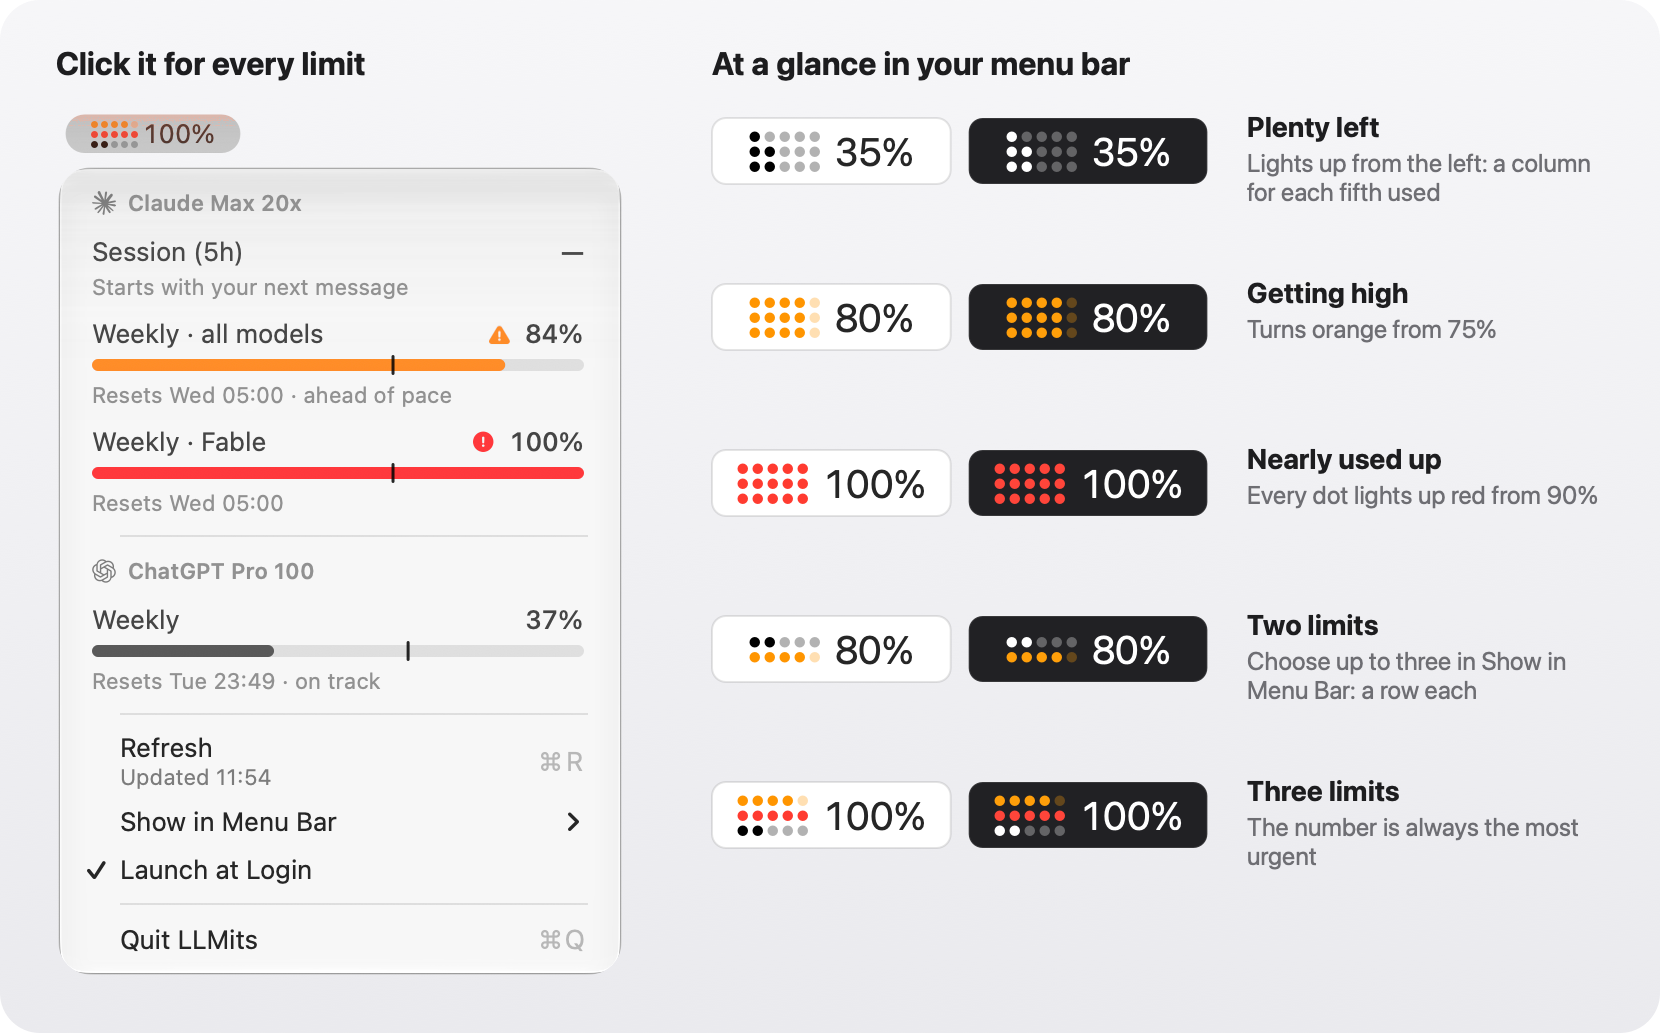 Click it for every limit
100%
Claude Max 20x
Session (5h) —
Starts with your next message
Weekly · all models 84%
Resets Wed 05:00 · ahead of pace
Weekly · Fable 100%
Resets Wed 05:00
ChatGPT Pro 100
Weekly 37%
Resets Tue 23:49 · on track
Refresh ⌘R
Updated 11:54
Show in Menu Bar
Launch at Login
Quit LLMits ⌘Q
At a glance in your menu bar
35% 35%
Plenty left
Lights up from the left: a column
for each fifth used
80% 80%
Getting high
Turns orange from 75%
100% 100%
Nearly used up
Every dot lights up red from 90%
80% 80%
Two limits
Choose up to three in Show in
Menu Bar: a row each
100% 100%
Three limits
The number is always the most
urgent